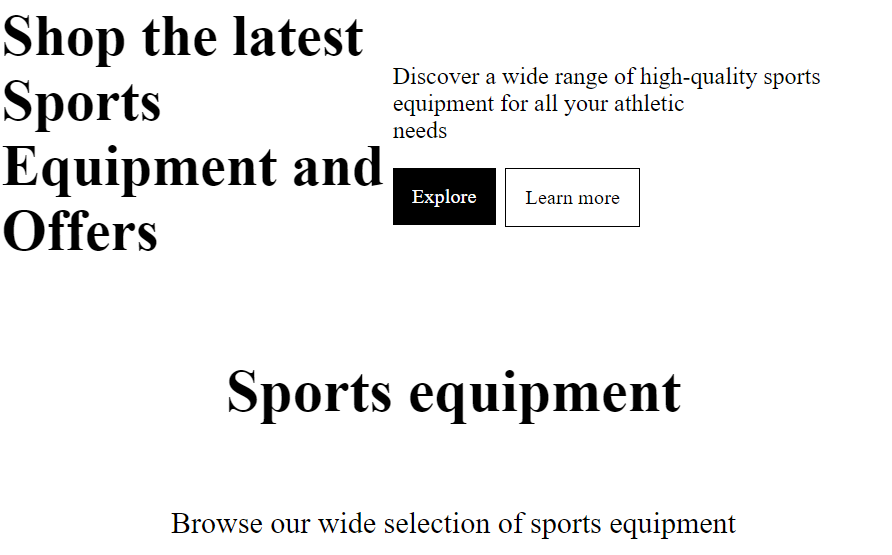 Shop the latest
Sports
Equipment and
Offers
Discover a wide range of high-quality sports
equipment for all your athletic
needs
Explore
Learn more
Sports equipment
Browse our wide selection of sports equipment